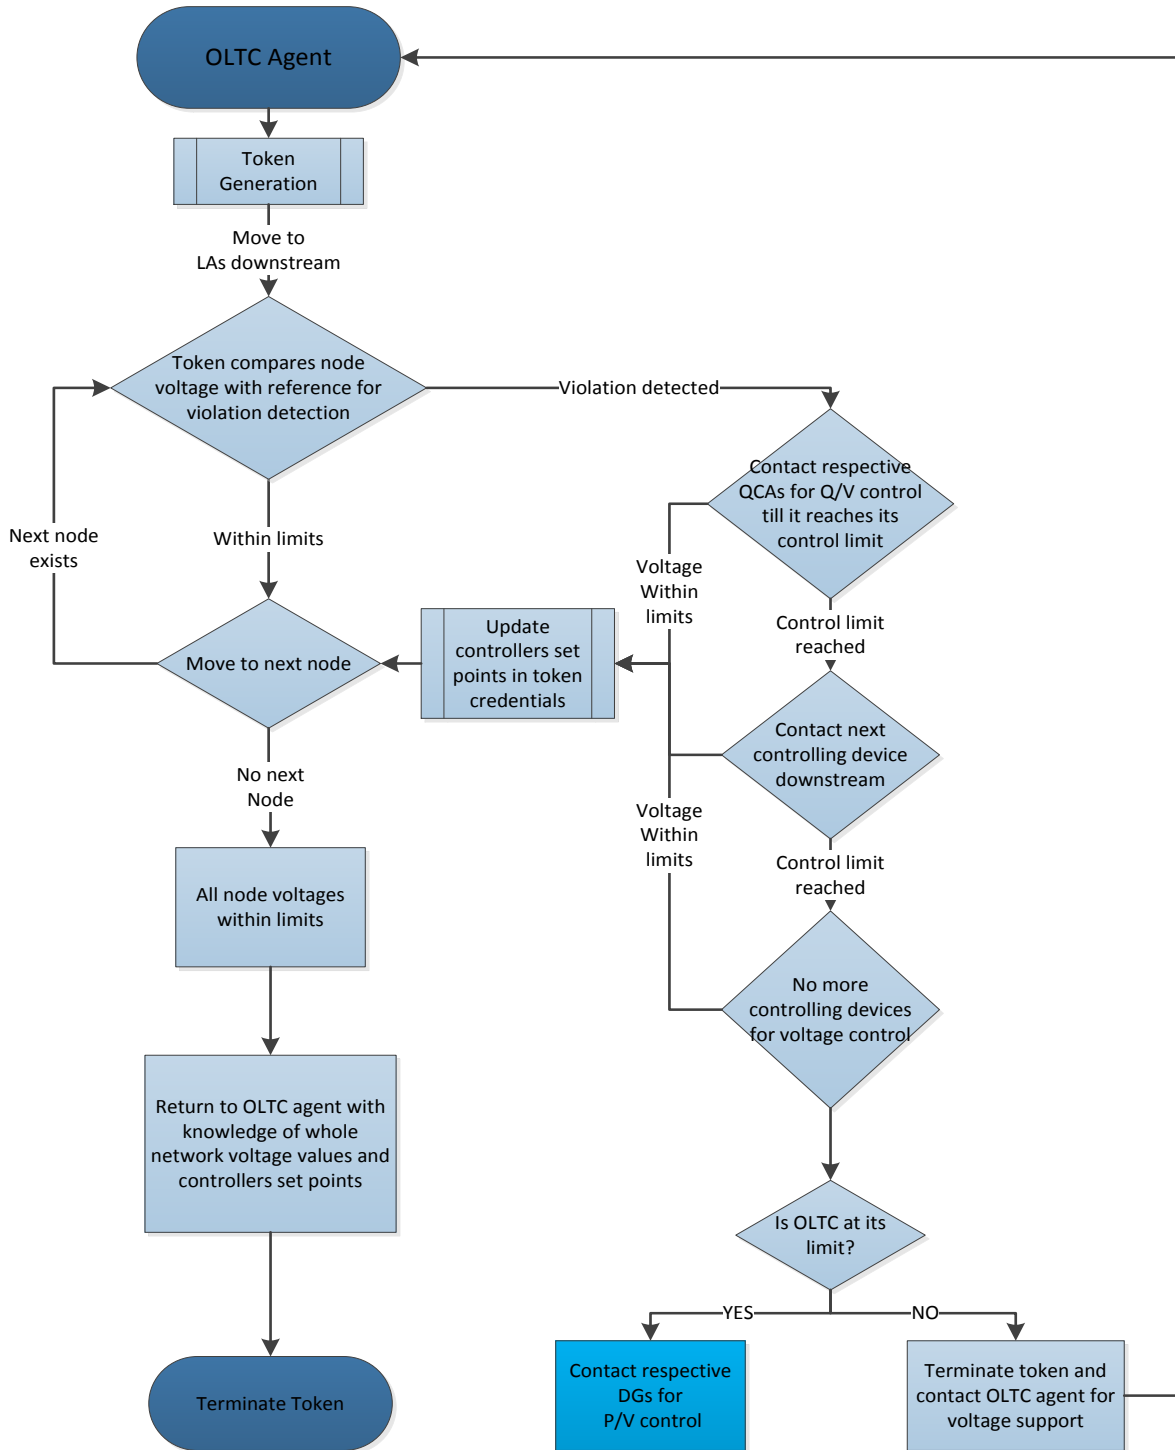 OLTC Agent
Token
Generation
Move to
LAs downstream
Token compares node
voltage with reference for
violation detection
Violation detected
Contact respective
QCAs for Q/V control
till it reaches its
control limit
Next node
exists
Within limits
Voltage
Within
limits
Control limit
reached
Update
controllers set
points in token
credentials
Move to next node
Contact next
controlling device
downstream
No next
Node
Voltage
Within
limits
Control limit
reached
All node voltages
within limits
No more
controlling devices
for voltage control
Return to OLTC agent with
knowledge of whole
network voltage values and
controllers set points
Is OLTC at its
limit?
YES
NO
Terminate Token
Contact respective
DGs for
P/V control
Terminate token and
contact OLTC agent for
voltage support